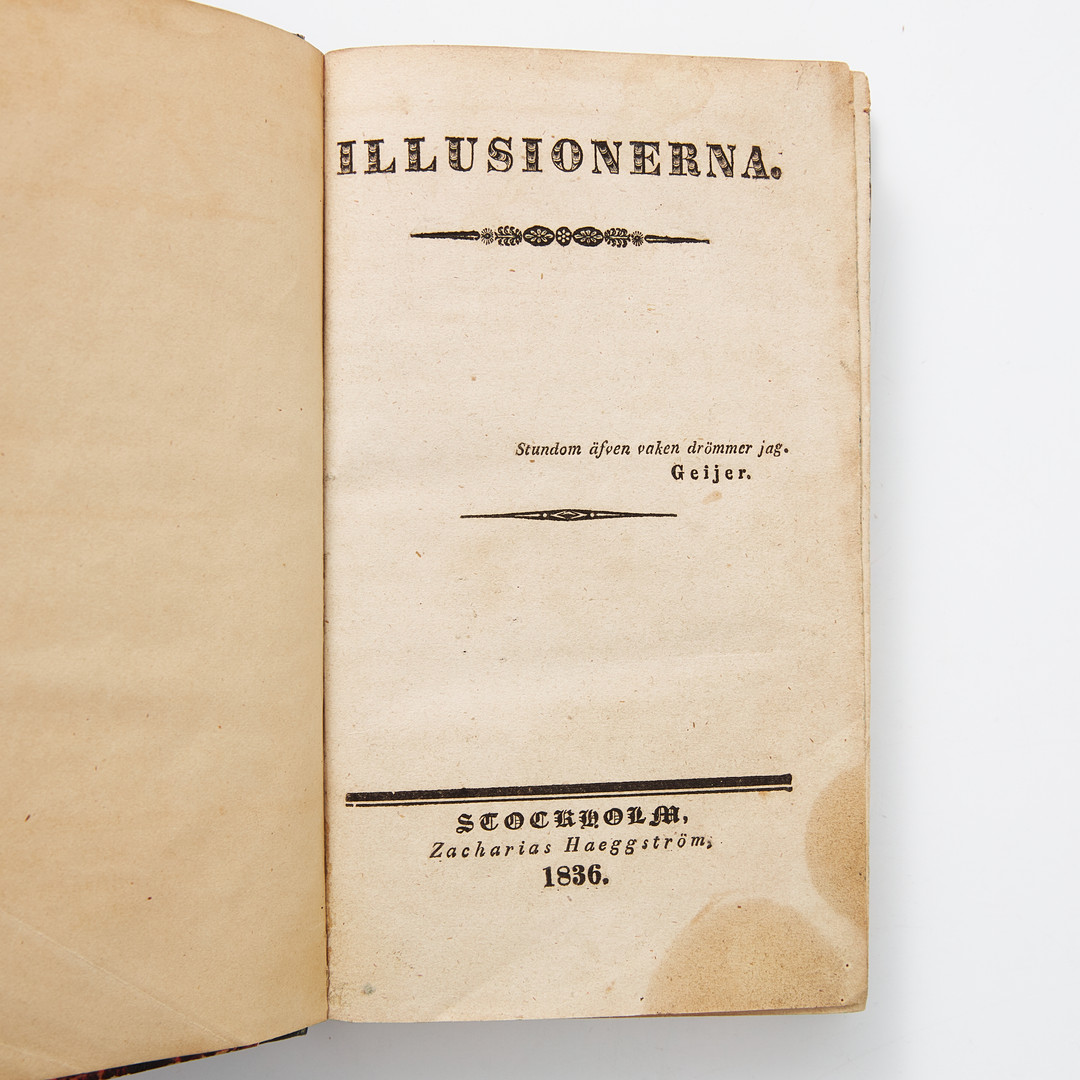 ILLUSIONERNA.
Stundom äfven vaken drömmer jag.
Geijer.
STOCKHOLM,
Zacharias Haeggström,
1836.